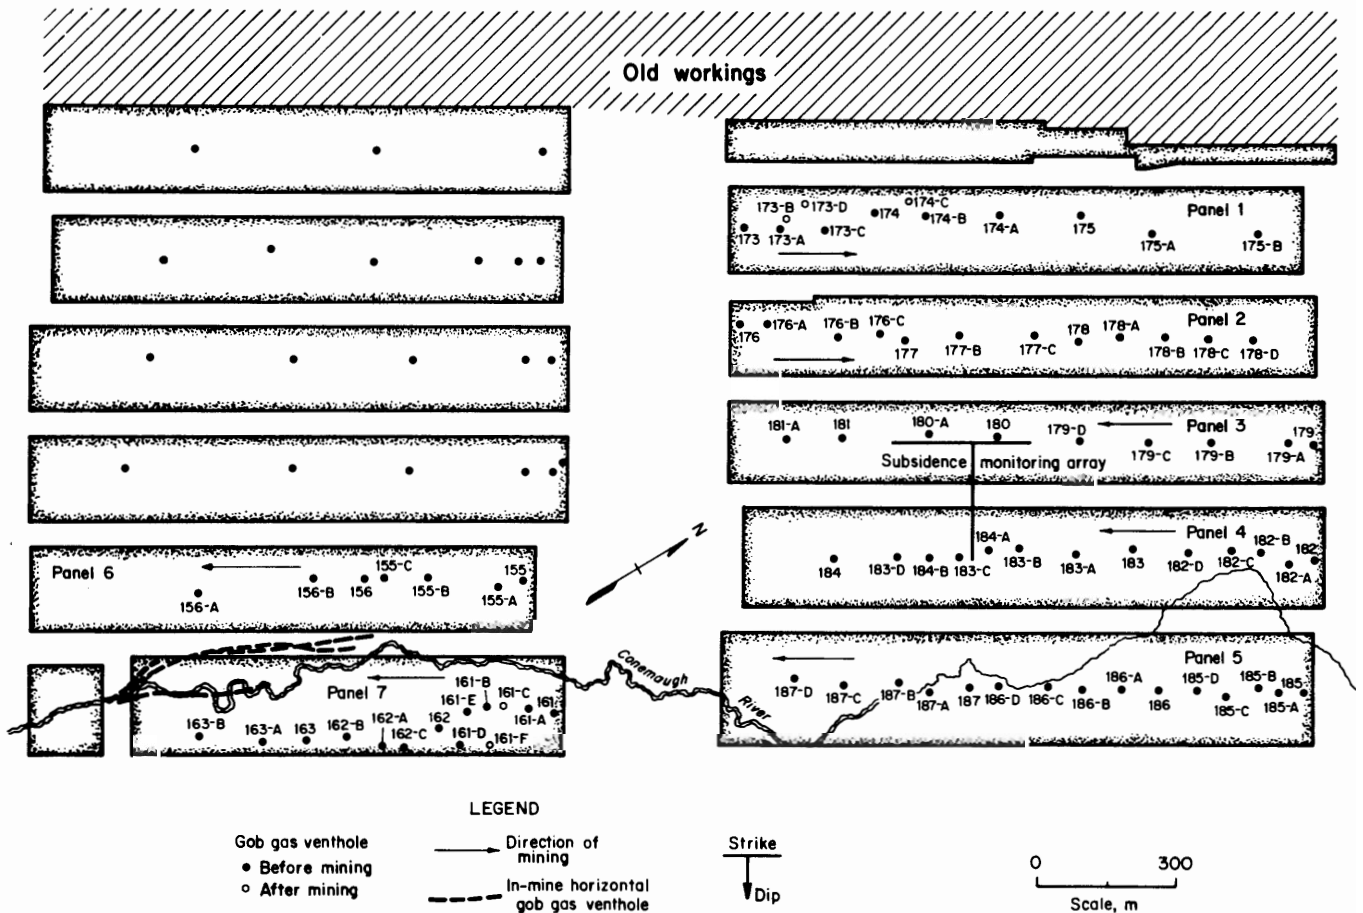 Old workings
173-B
173-D
174
174-C
174-B
Panel 1
173
173-A
173-C
174-A
175
175-A
175-B
176
176-A
176-B
176-C
178
178-A
Panel 2
177
177-B
177-C
178-B
178-C
178-D
181-A
181
180-A
180
179-D
Panel 3
179
179-C
179-B
179-A
Subsidence monitoring array
184-A
Panel 4
182-B
182
184
183-D
184-B
183-C
183-B
183-A
183
182-D
182-C
182-A
N
Panel 6
155-C
155
156-A
156-B
156
155-B
155-A
Panel 5
187-D
187-C
187-B
187-A
187
186-D
186-C
186-B
186-A
186
185-D
185-C
185-B
185-A
185
Conemaugh
River
Panel 7
161-B
161-C
161-E
161-A
161
163-B
163-A
163
162-B
162-A
162-C
162
161-D
161-F
LEGEND
Gob gas venthole
Before mining
After mining
Direction of
mining
In-mine horizontal
gob gas venthole
Strike
Dip
0 300
Scale, m